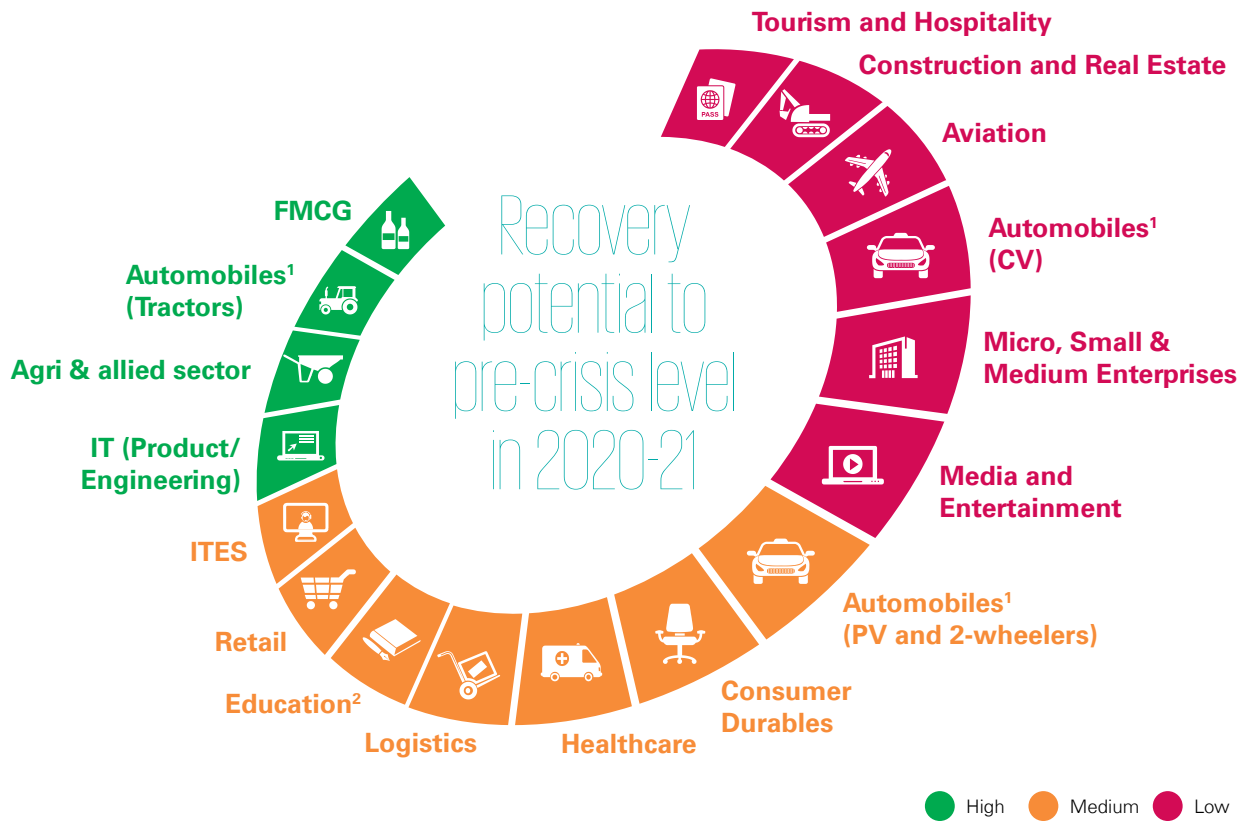 Tourism and Hospitality
Construction and Real Estate
PASS
Aviation
Automobiles¹
(CV)
Micro, Small &
Medium Enterprises
Media and
Entertainment
Automobiles¹
(PV and 2-wheelers)
Consumer
Durables
Healthcare
Logistics
Education²
Retail
ITES
IT (Product/
Engineering)
Agri & allied sector
Automobiles¹
(Tractors)
FMCG
Recovery
potential to
pre-crisis level
in 2020-21
High
Medium
Low